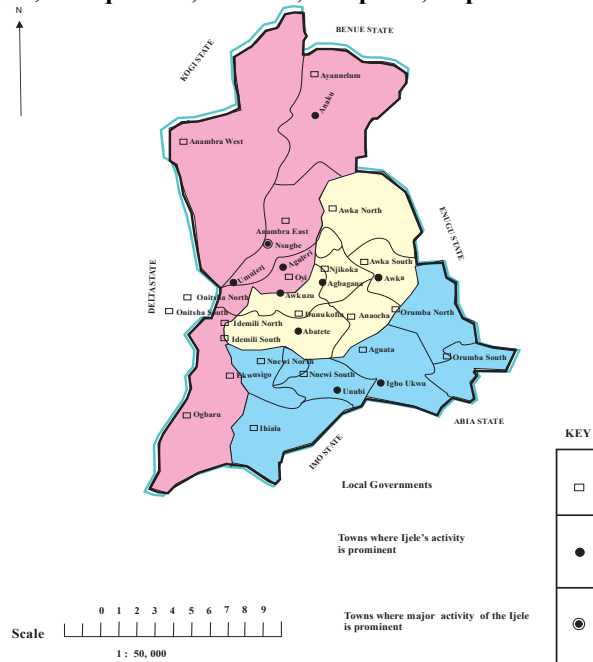 N
BENUE STATE
KOGI STATE
Ayannelum
Anaku
Anambra West
Awka North
Anambra East
Nsugbe
ENUGU STATE
Aguleri
Awka South
Njikoka
Umuleri
Oyi
Agbagana
Awka
DELTA STATE
Onitsha North
Awkuzu
Onitsha South
Dunukofia
Anaocha
Orumba North
Idemili North
Abatete
Idemili South
Aguata
Orumba South
Nnewi North
Ekwusigo
Nnewi South
Igbo Ukwu
Unubi
Ogbaru
ABIA STATE
Ihiala
IMO STATE
KEY
Local Governments
Towns where Ijele's activity
is prominent
Towns where major activity of the Ijele
is prominent
0 1 2 3 4 5 6 7 8 9
Scale
1 : 50, 000